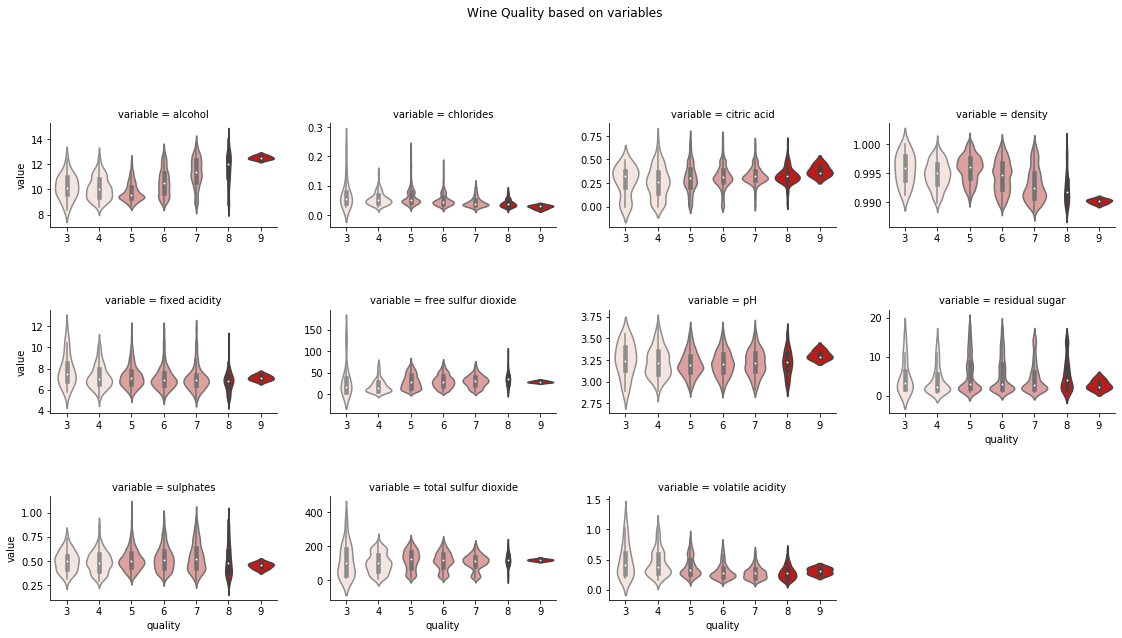 Wine Quality based on variables
variable = alcohol
variable = chlorides
variable = citric acid
variable = density
value
14
12
10
8
0.3
0.2
0.1
0.0
0.75
0.50
0.25
0.00
1.000
0.995
0.990
3 4 5 6 7 8 9
3 4 5 6 7 8 9
3 4 5 6 7 8 9
3 4 5 6 7 8 9
variable = fixed acidity
variable = free sulfur dioxide
variable = pH
variable = residual sugar
value
12
10
8
6
4
150
100
50
0
3.75
3.50
3.25
3.00
2.75
20
10
0
3 4 5 6 7 8 9
3 4 5 6 7 8 9
3 4 5 6 7 8 9
3 4 5 6 7 8 9
quality
variable = sulphates
variable = total sulfur dioxide
variable = volatile acidity
value
1.00
0.75
0.50
0.25
400
200
0
1.5
1.0
0.5
0.0
3 4 5 6 7 8 9
3 4 5 6 7 8 9
3 4 5 6 7 8 9
quality
quality
quality